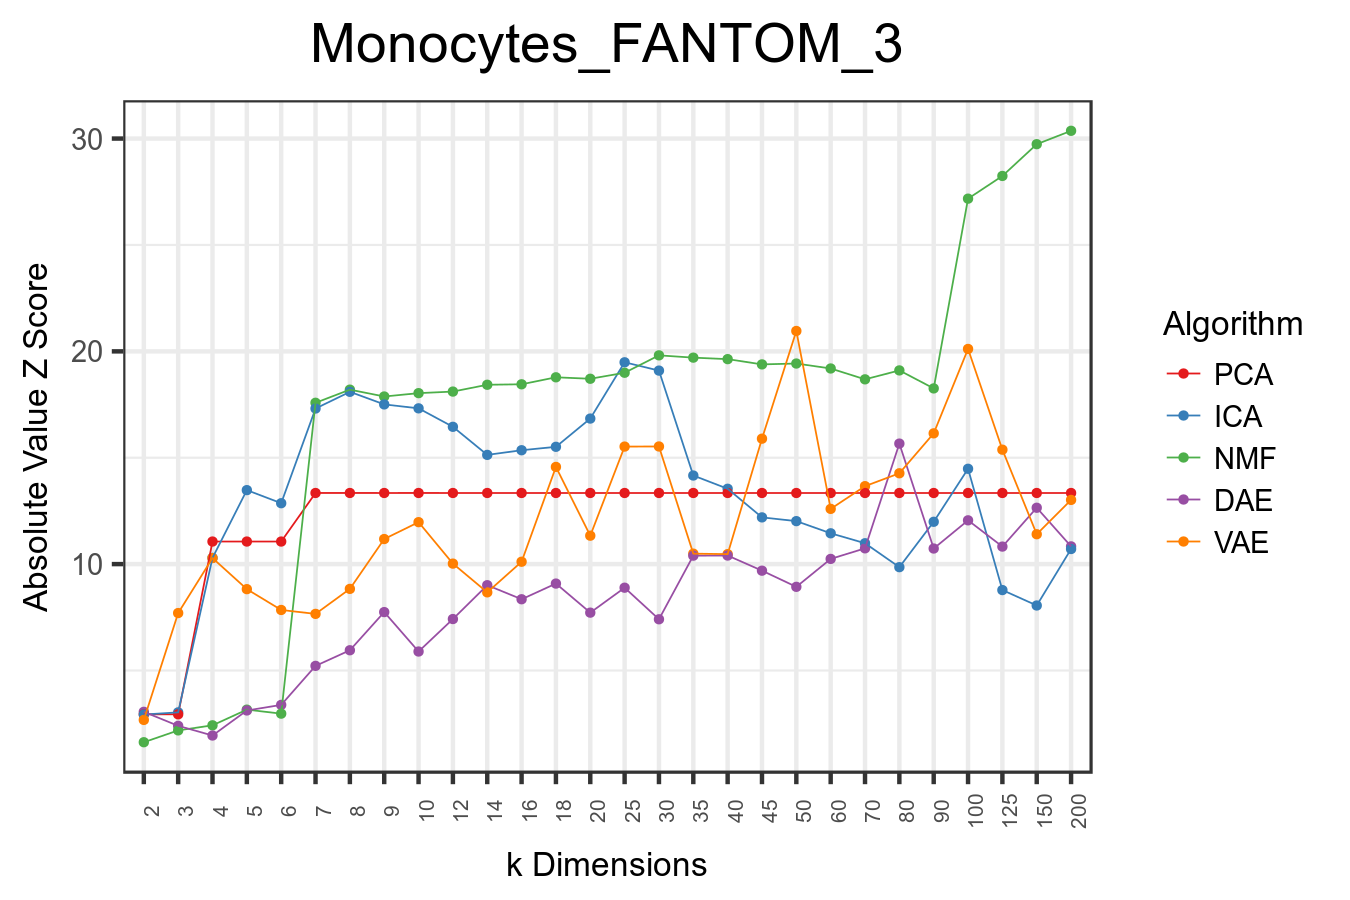 Monocytes_FANTOM_3
Absolute Value Z Score
30
20
10
2 3 4 5 6 7 8 9 10 12 14 16 18 20 25 30 35 40 45 50 60 70 80 90 100 125 150 200
k Dimensions
Algorithm
PCA
ICA
NMF
DAE
VAE